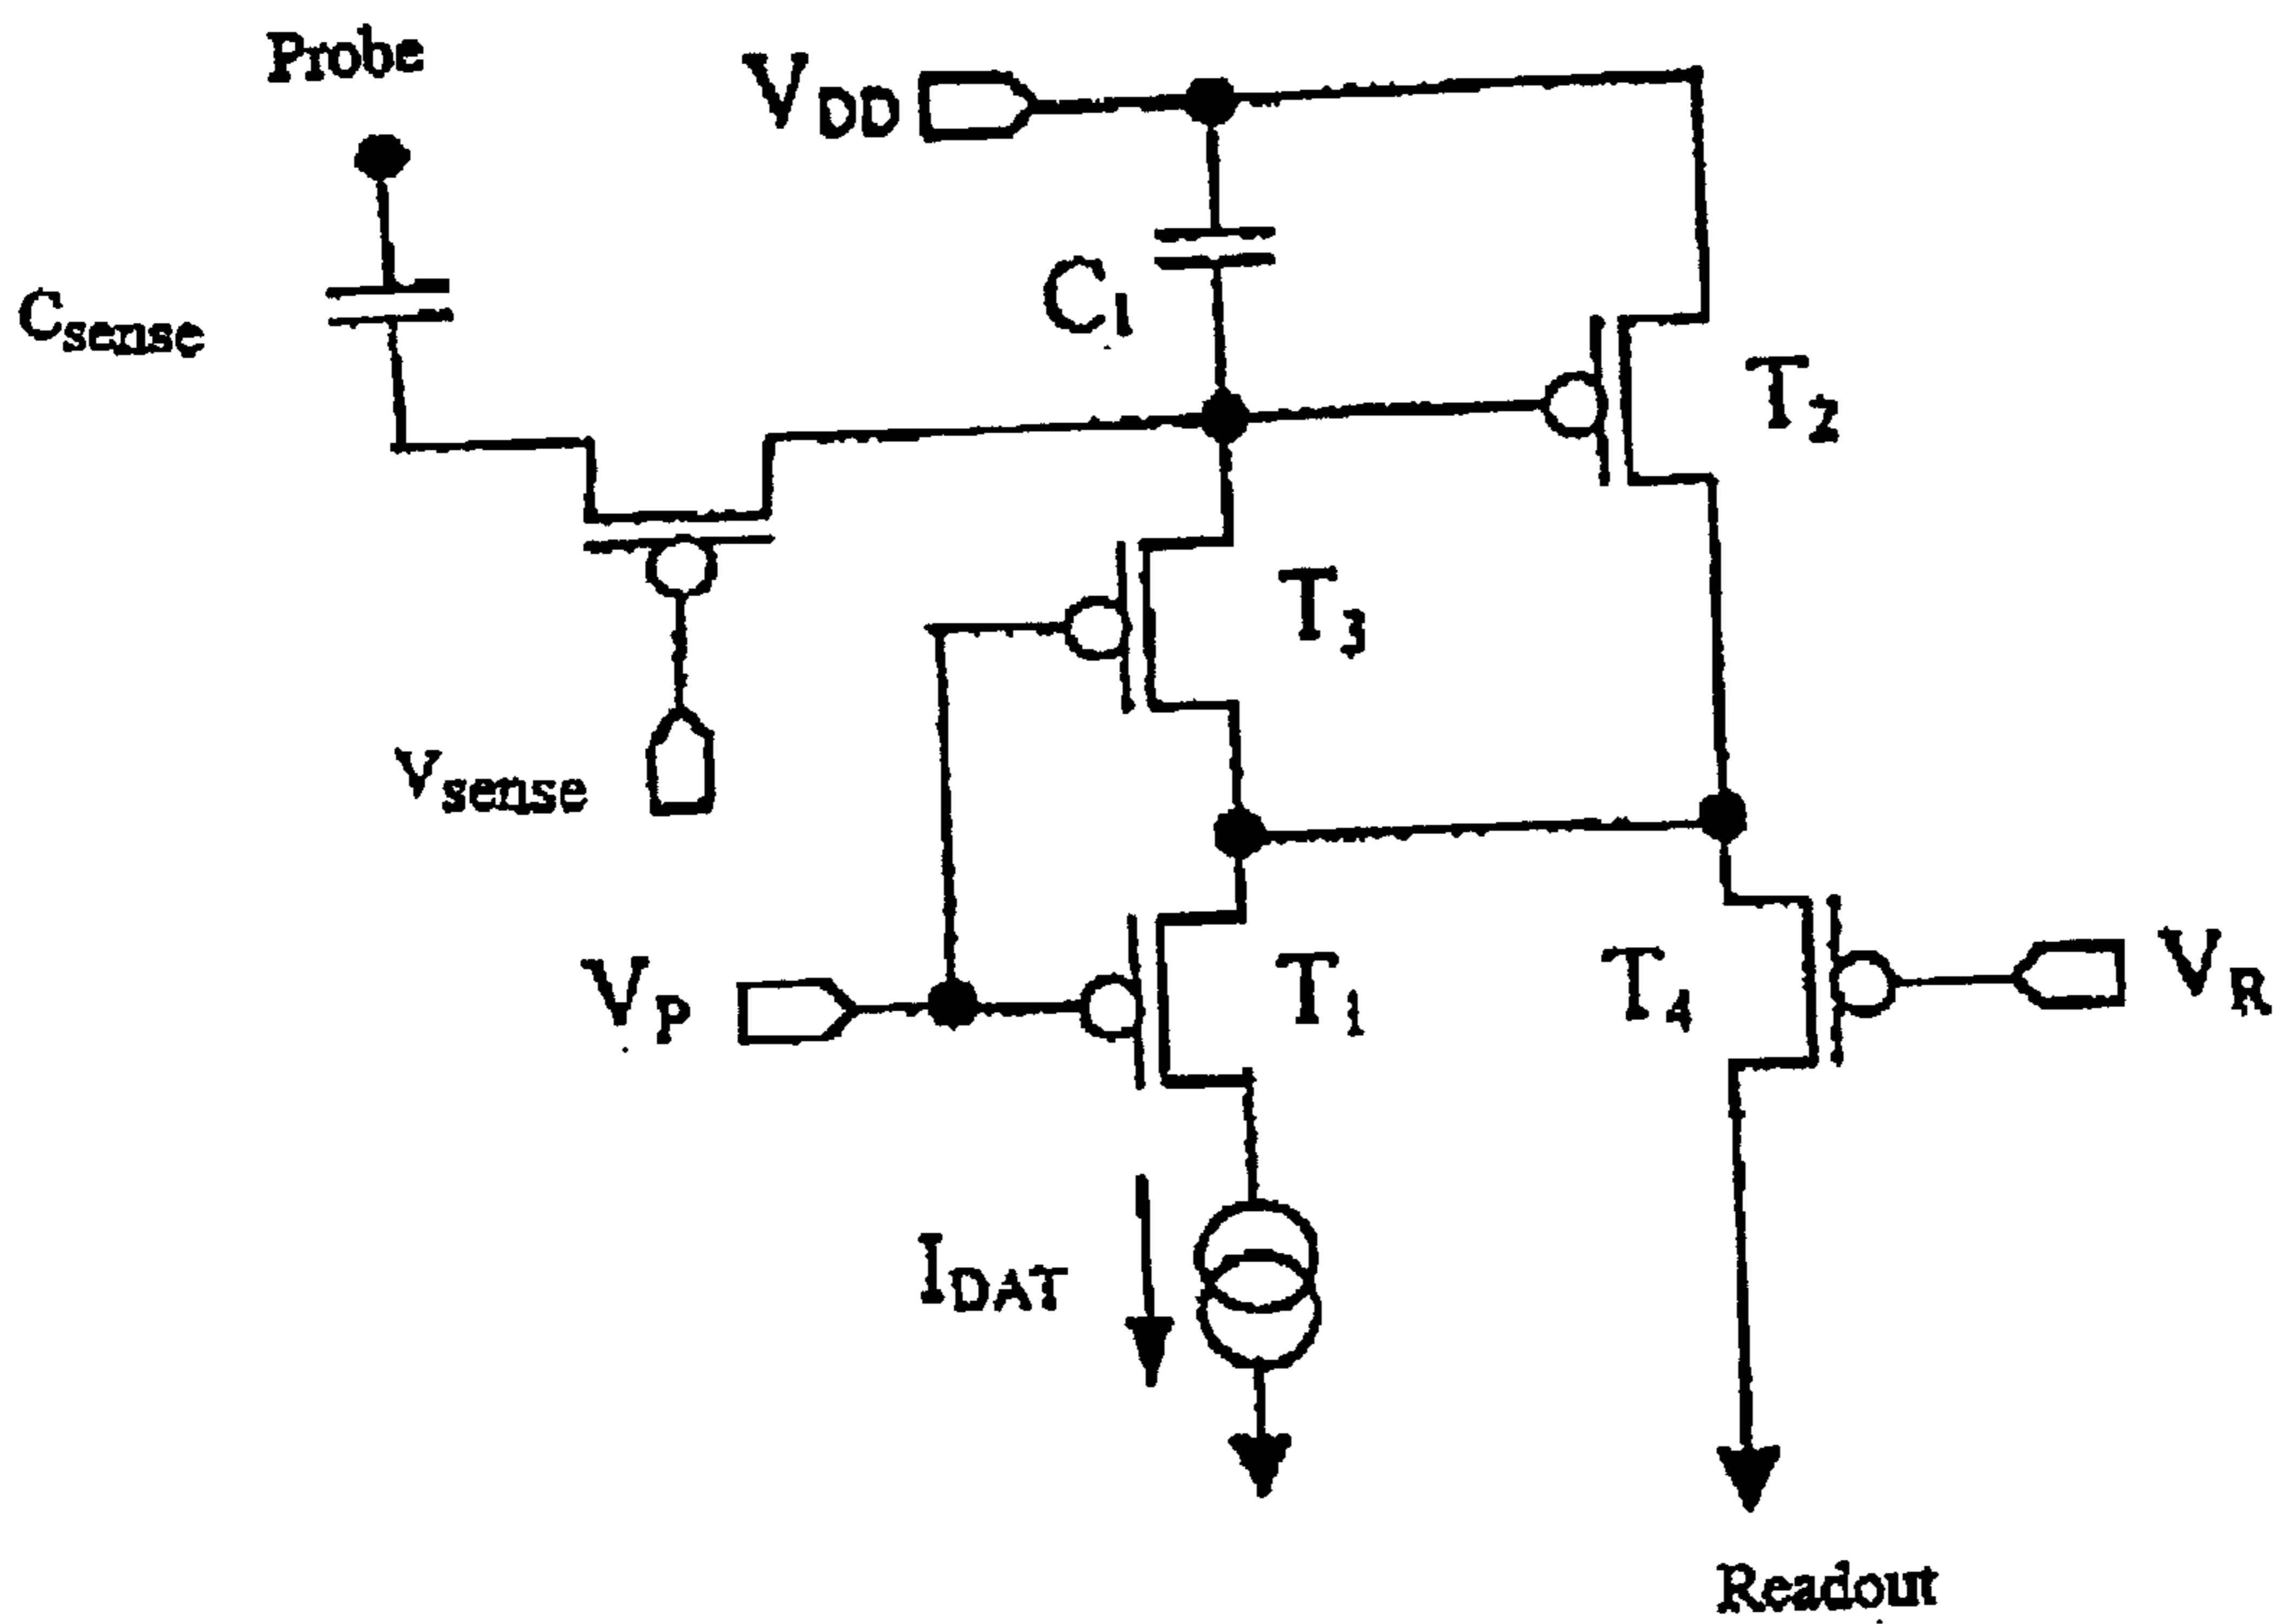 Probe
VDD
Csense
C1
T2
T3
Vsense
VP
T1
T4
VR
IDAT
Readout